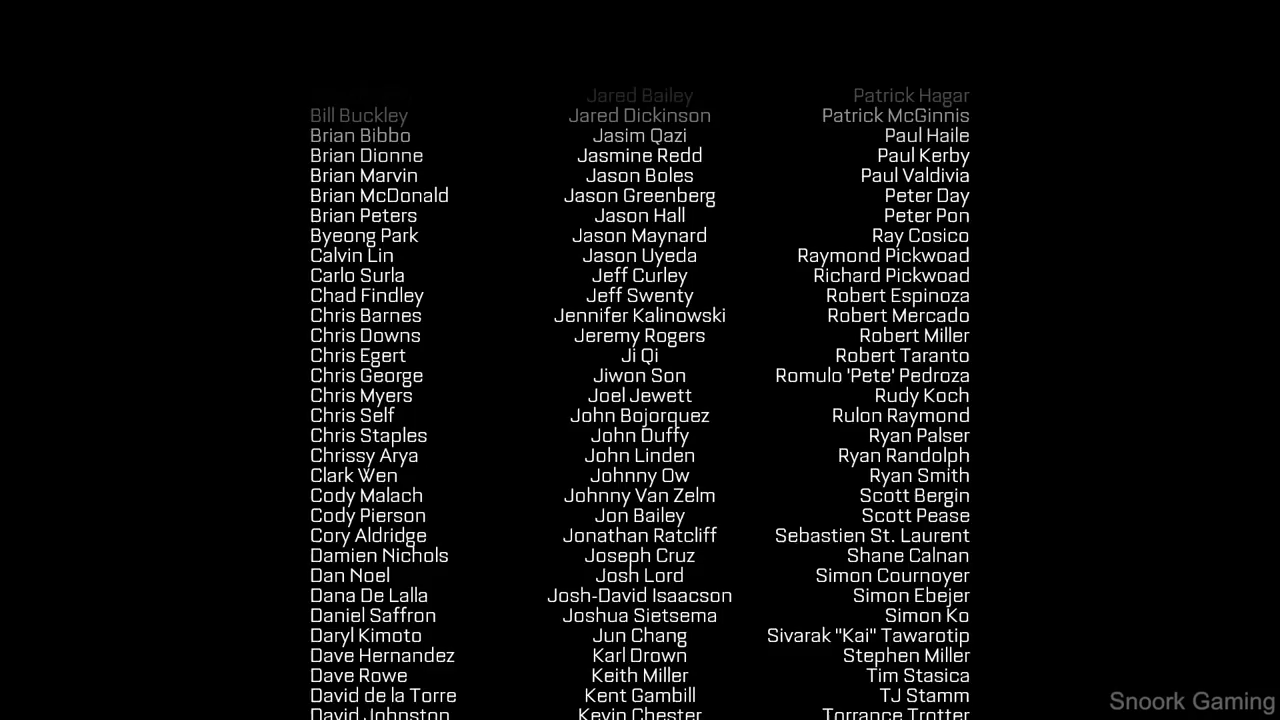 Jared Bailey Patrick Hagar
Bill Buckley Jared Dickinson Patrick McGinnis
Brian Bibbo Jasim Qazi Paul Haile
Brian Dionne Jasmine Redd Paul Kerby
Brian Marvin Jason Boles Paul Valdivia
Brian McDonald Jason Greenberg Peter Day
Brian Peters Jason Hall Peter Pon
Byeong Park Jason Maynard Ray Cosico
Calvin Lin Jason Uyeda Raymond Pickwoad
Carlo Surla Jeff Curley Richard Pickwoad
Chad Findley Jeff Swenty Robert Espinoza
Chris Barnes Jennifer Kalinowski Robert Mercado
Chris Downs Jeremy Rogers Robert Miller
Chris Egert Ji Qi Robert Taranto
Chris George Jiwon Son Romulo 'Pete' Pedroza
Chris Myers Joel Jewett Rudy Koch
Chris Self John Bojorquez Rulon Raymond
Chris Staples John Duffy Ryan Palser
Chrissy Arya John Linden Ryan Randolph
Clark Wen Johnny Ow Ryan Smith
Cody Malach Johnny Van Zelm Scott Bergin
Cody Pierson Jon Bailey Scott Pease
Cory Aldridge Jonathan Ratcliff Sebastien St. Laurent
Damien Nichols Joseph Cruz Shane Calnan
Dan Noel Josh Lord Simon Cournoyer
Dana De Lalla Josh-David Isaacson Simon Ebejer
Daniel Saffron Joshua Sietsema Simon Ko
Daryl Kimoto Jun Chang Sivarak "Kai" Tawarotip
Dave Hernandez Karl Drown Stephen Miller
Dave Rowe Keith Miller Tim Stasica
David de la Torre Kent Gambill TJ Stamm
David Johnston Kevin Chester Torrance Trotter
Snoork Gaming